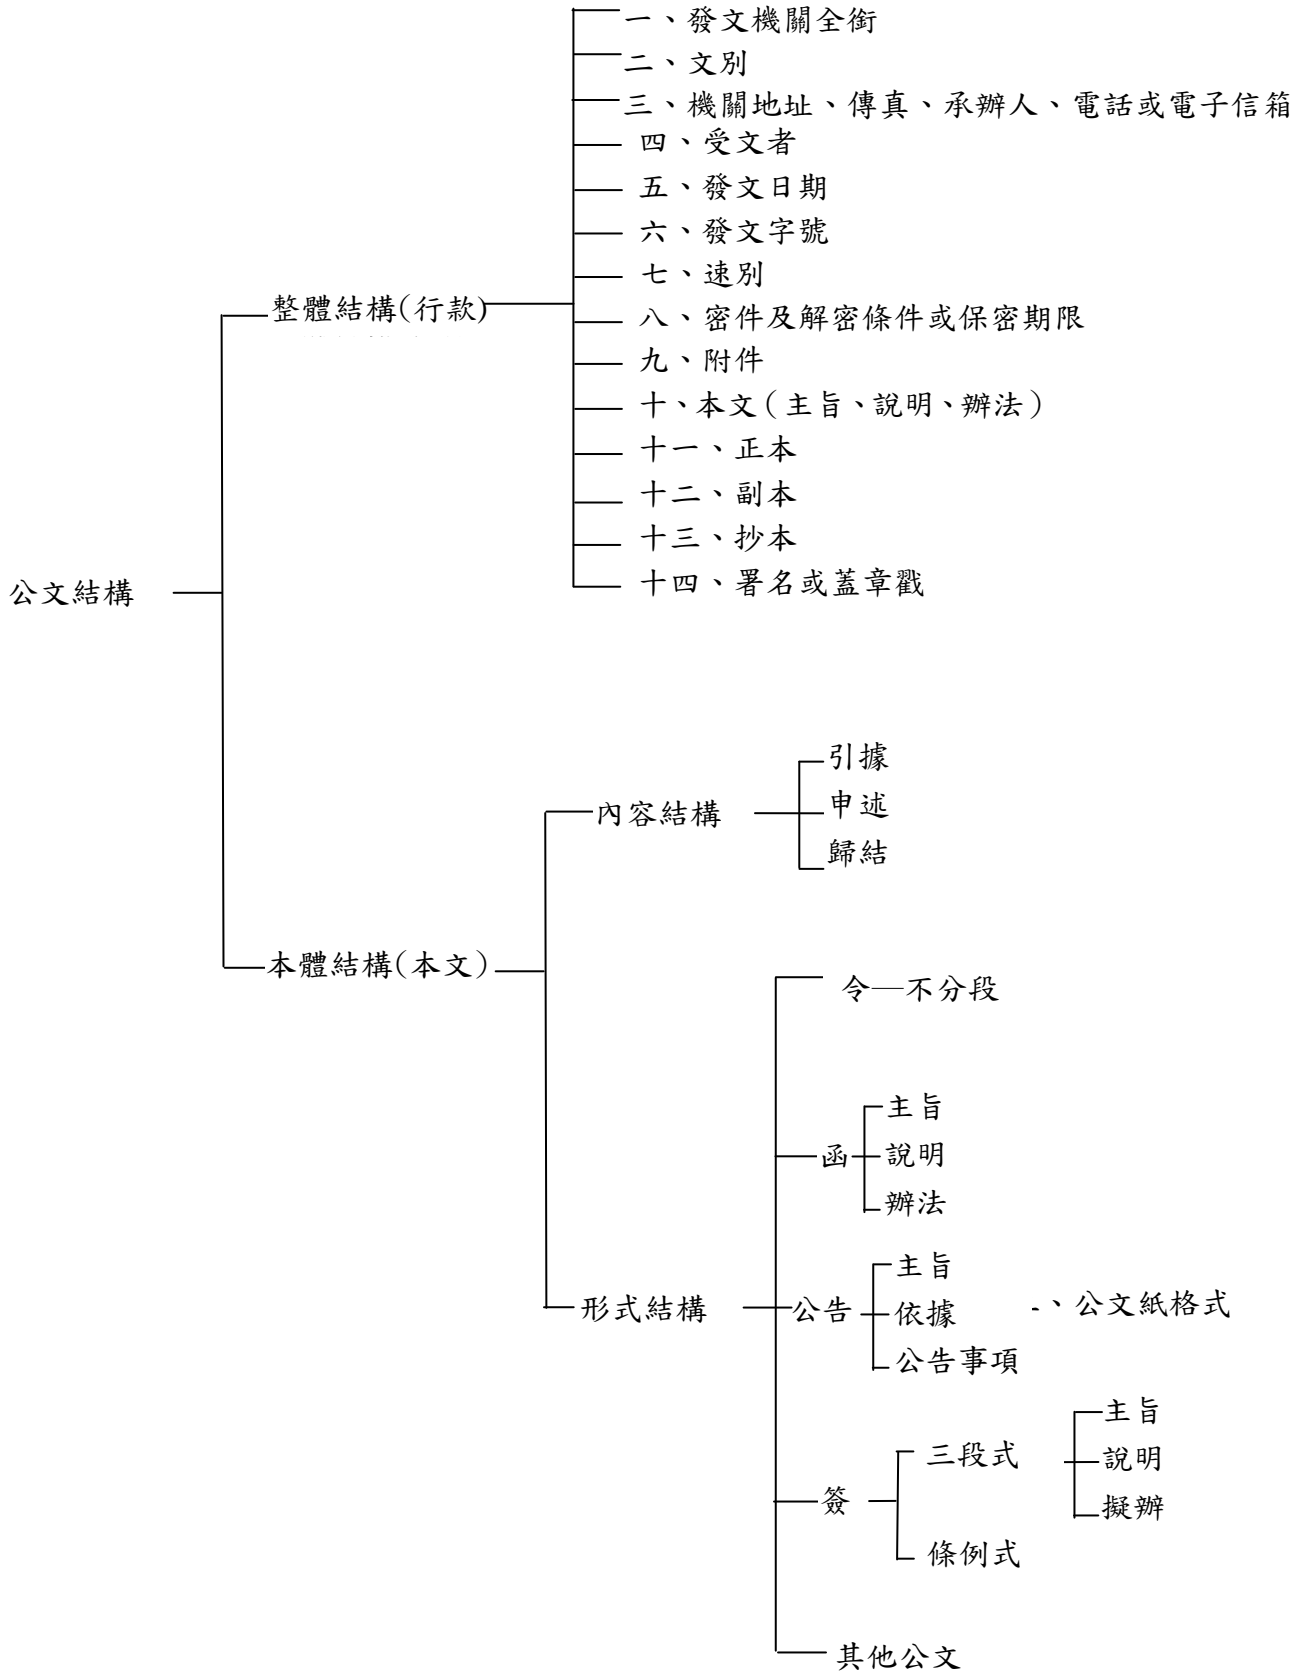 一、發文機關全銜
二、文別
三、機關地址、傳真、承辦人、電話或電子信箱
四、受文者
五、發文日期
六、發文字號
七、速別
整體結構(行款)
八、密件及解密條件或保密期限
九、附件
十、本文（主旨、說明、辦法）
十一、正本
十二、副本
十三、抄本
十四、署名或蓋章戳
公文結構
內容結構
引據
申述
歸結
本體結構(本文)
形式結構
令—不分段
函
主旨
說明
辦法
公告
主旨
依據
公告事項
、公文紙格式
簽
三段式
主旨
說明
擬辦
條例式
其他公文